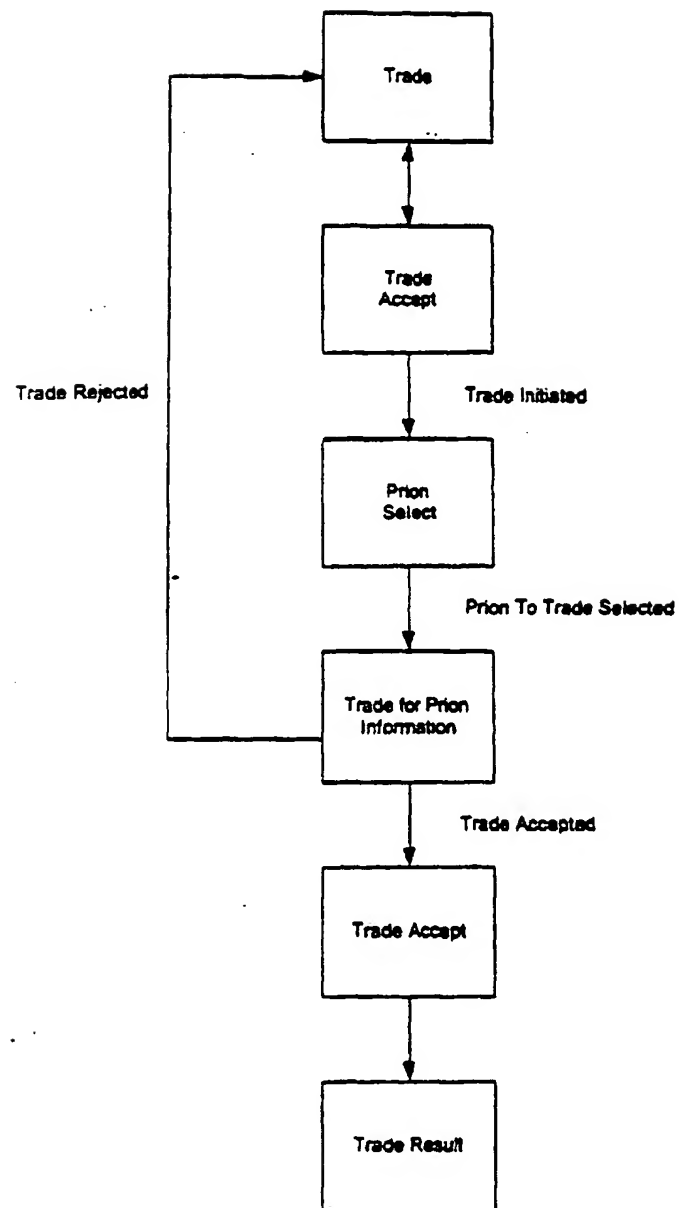 Trade
Trade
Accept
Trade Rejected
Trade Initiated
Prion
Select
Prion To Trade Selected
Trade for Prion
Information
Trade Accepted
Trade Accept
Trade Result